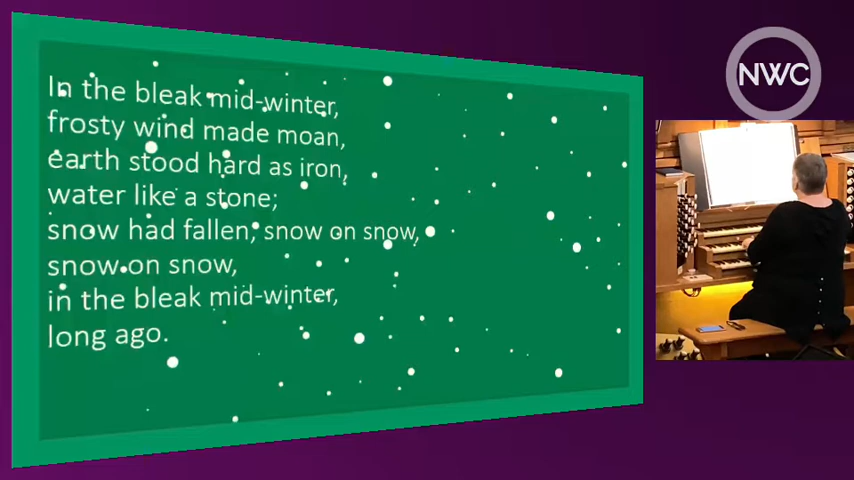 In the bleak mid-winter,
frosty wind made moan,
earth stood hard as iron,
water like a stone;
snow had fallen, snow on snow,
snow on snow,
in the bleak mid-winter,
long ago.
NWC